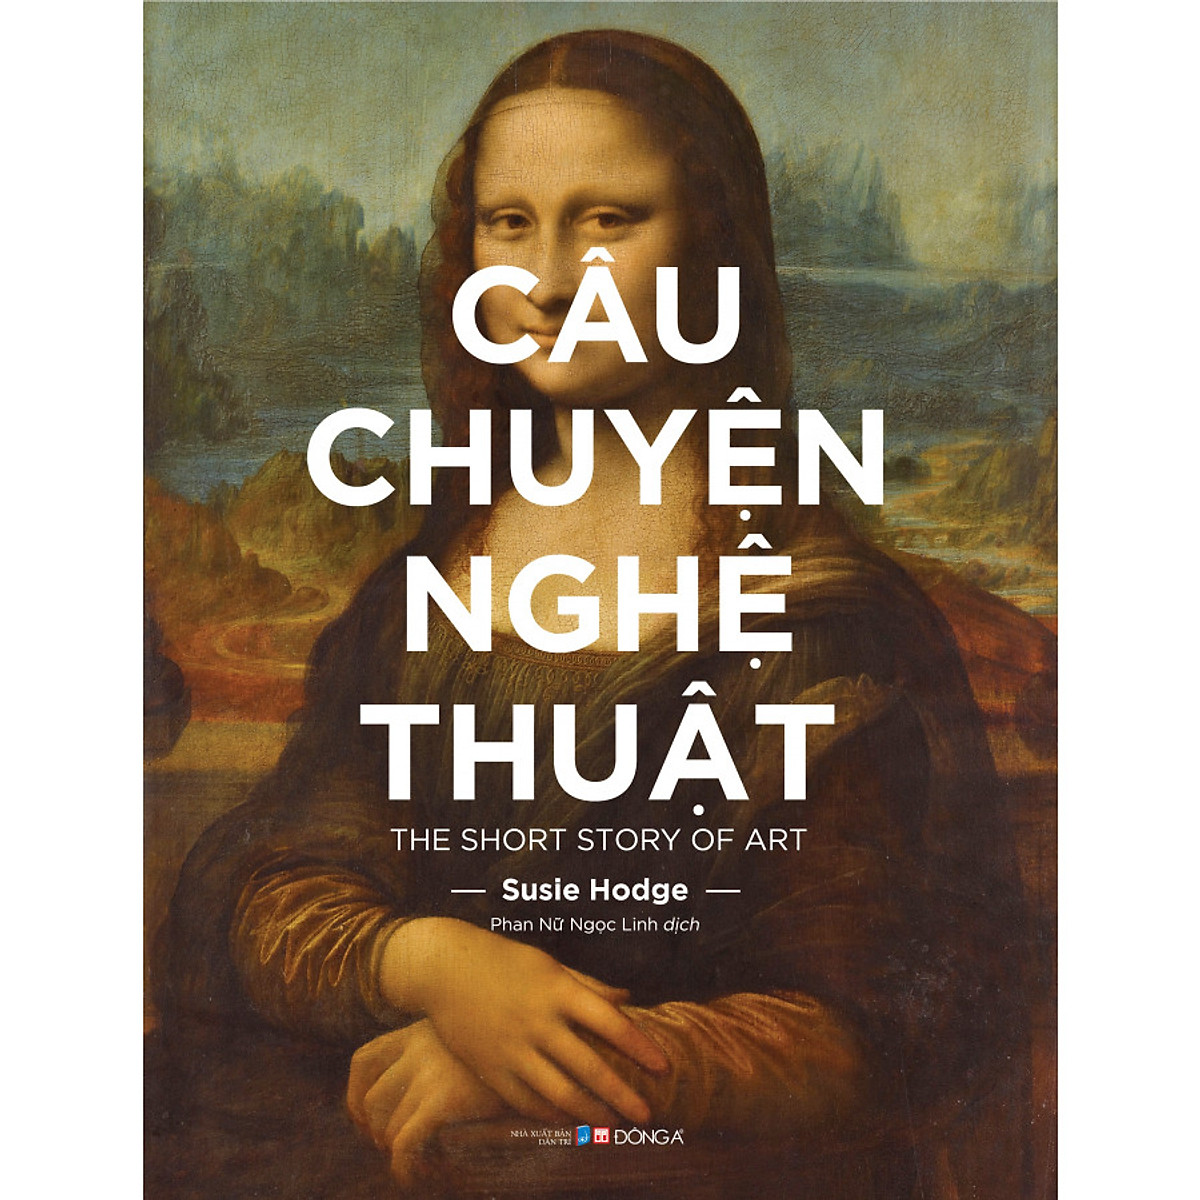 CÂU
CHUYỆN
NGHỆ
THUẬT
THE SHORT STORY OF ART
Susie Hodge
Phan Nữ Ngọc Linh dịch
NHÀ XUẤT BẢN
DÂN TRÍ
ĐÔNG A